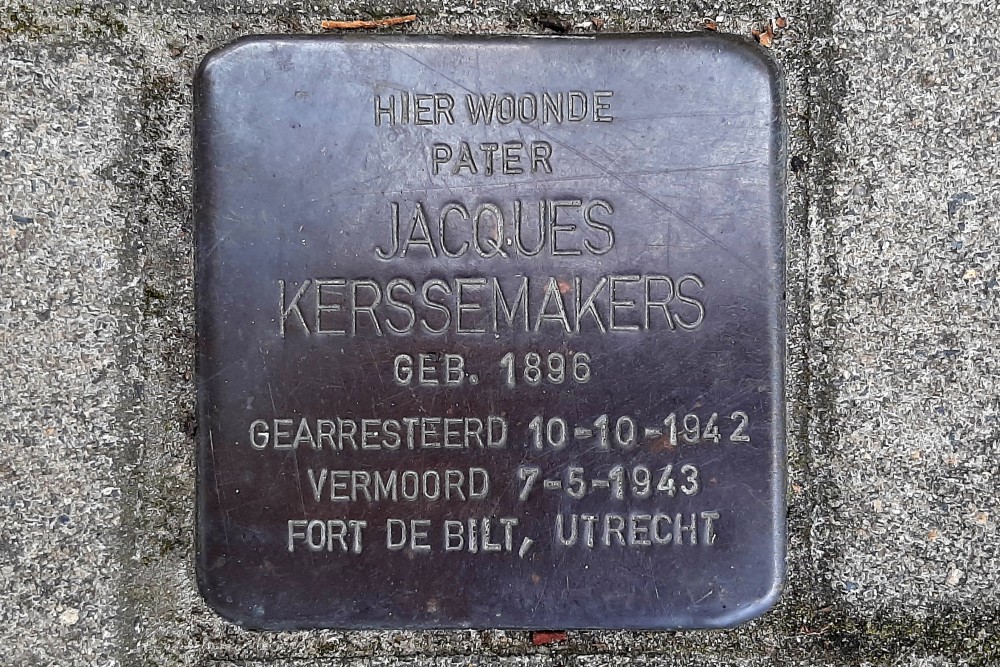 HIER WOONDE
PATER
JACQUES
KERSSEMAKERS
GEB. 1896
GEARRESTEERD 10-10-1942
VERMOORD 7-5-1943
FORT DE BILT, UTRECHT